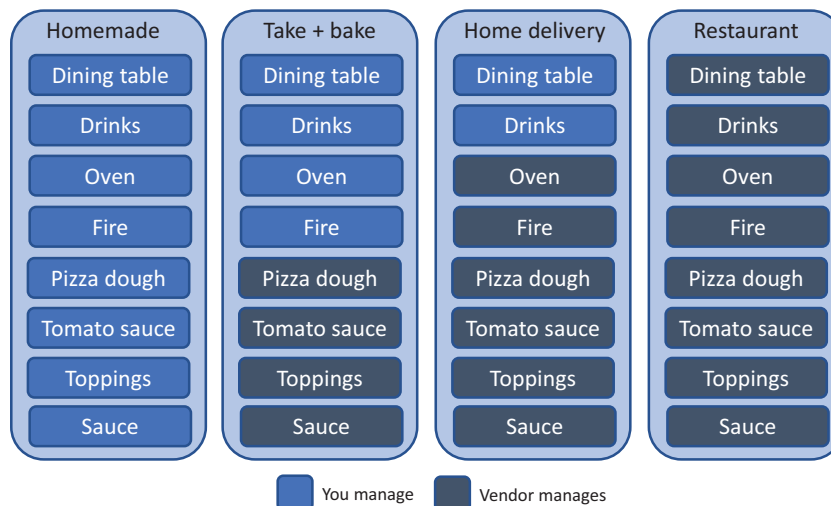 Homemade
Dining table
Drinks
Oven
Fire
Pizza dough
Tomato sauce
Toppings
Sauce
Take + bake
Dining table
Drinks
Oven
Fire
Pizza dough
Tomato sauce
Toppings
Sauce
Home delivery
Dining table
Drinks
Oven
Fire
Pizza dough
Tomato sauce
Toppings
Sauce
Restaurant
Dining table
Drinks
Oven
Fire
Pizza dough
Tomato sauce
Toppings
Sauce
You manage
Vendor manages